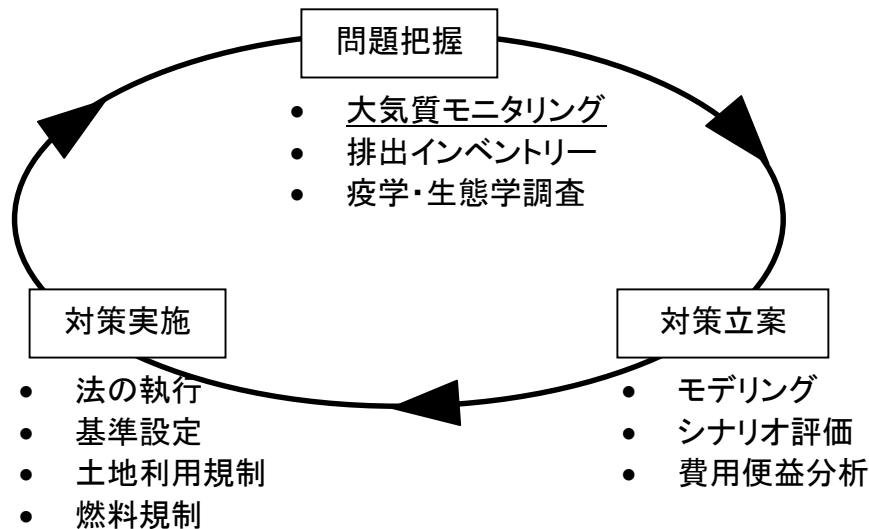 問題把握
• 大気質モニタリング
• 排出インベントリー
• 疫学・生態学調査
対策実施
• 法の執行
• 基準設定
• 土地利用規制
• 燃料規制
対策立案
• モデリング
• シナリオ評価
• 費用便益分析